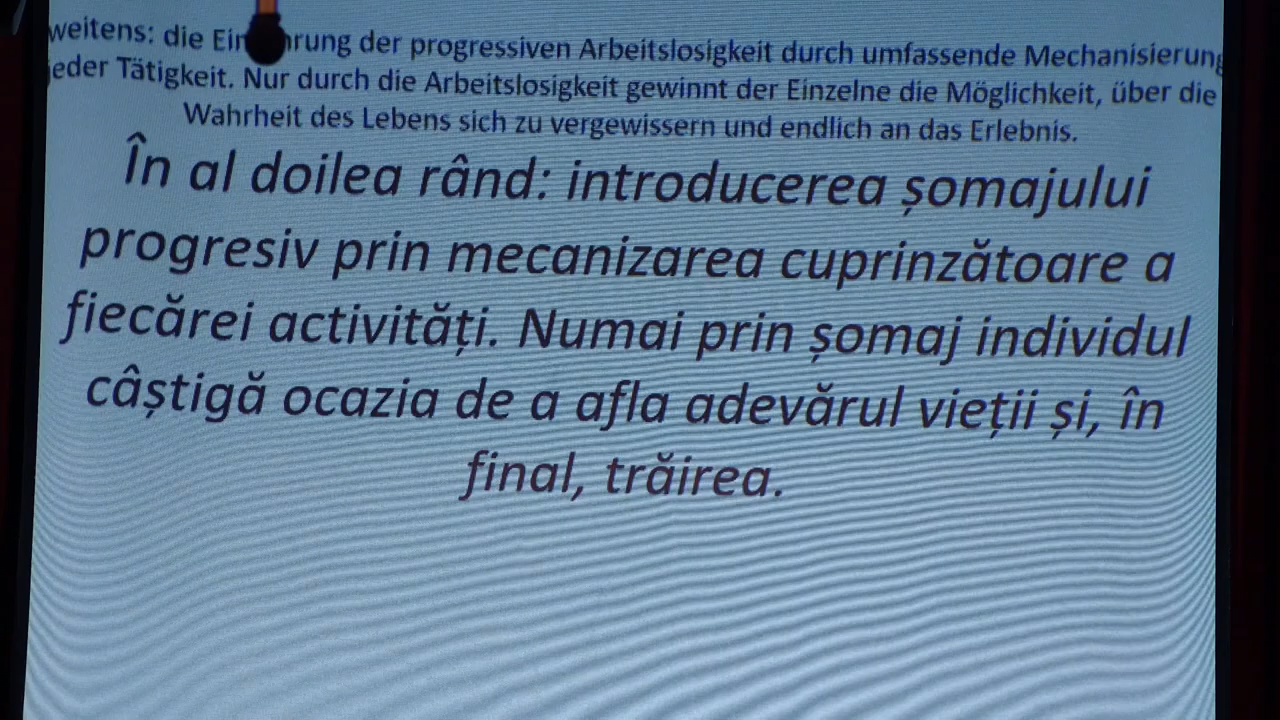 weitens: die der progressiven Arbeitslosigkeit durch umfassende Mechanisierung
jeder Tätigkeit. Nur durch die Arbeitslosigkeit gewinnt der Einzelne die Möglichkeit, über die
Wahrheit des Lebens sich zu vergewissern und endlich an das Erlebnis.
În al doilea rând: introducerea șomajului
progresiv prin mecanizarea cuprinzătoare a
fiecărei activități. Numai prin șomaj individul
câștigă ocazia de a afla adevărul vieții și, în
final, trăirea.